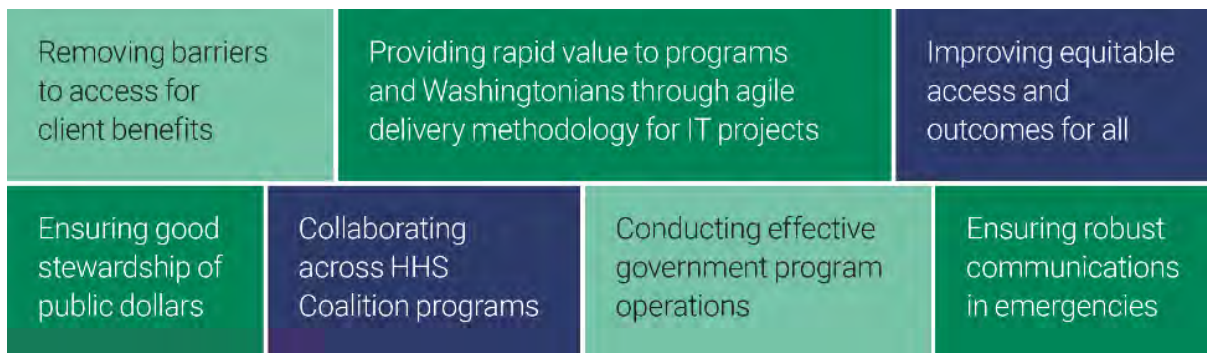 Removing barriers
to access for
client benefits
Providing rapid value to programs
and Washingtonians through agile
delivery methodology for IT projects
Improving equitable
access and
outcomes for all
Ensuring good
stewardship of
public dollars
Collaborating
across HHS
Coalition programs
Conducting effective
government program
operations
Ensuring robust
communications
in emergencies